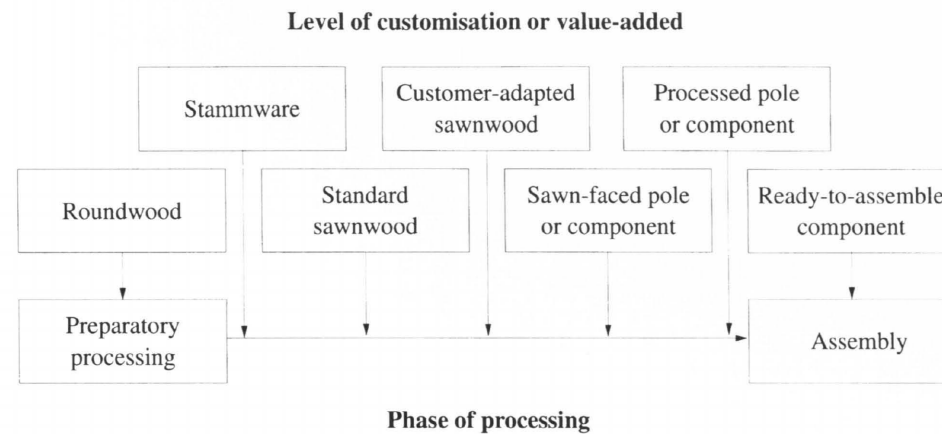 Level of customisation or value-added
Stammware
Customer-adapted
sawnwood
Processed pole
or component
Roundwood
Standard
sawnwood
Sawn-faced pole
or component
Ready-to-assemble
component
Preparatory
processing
Assembly
Phase of processing